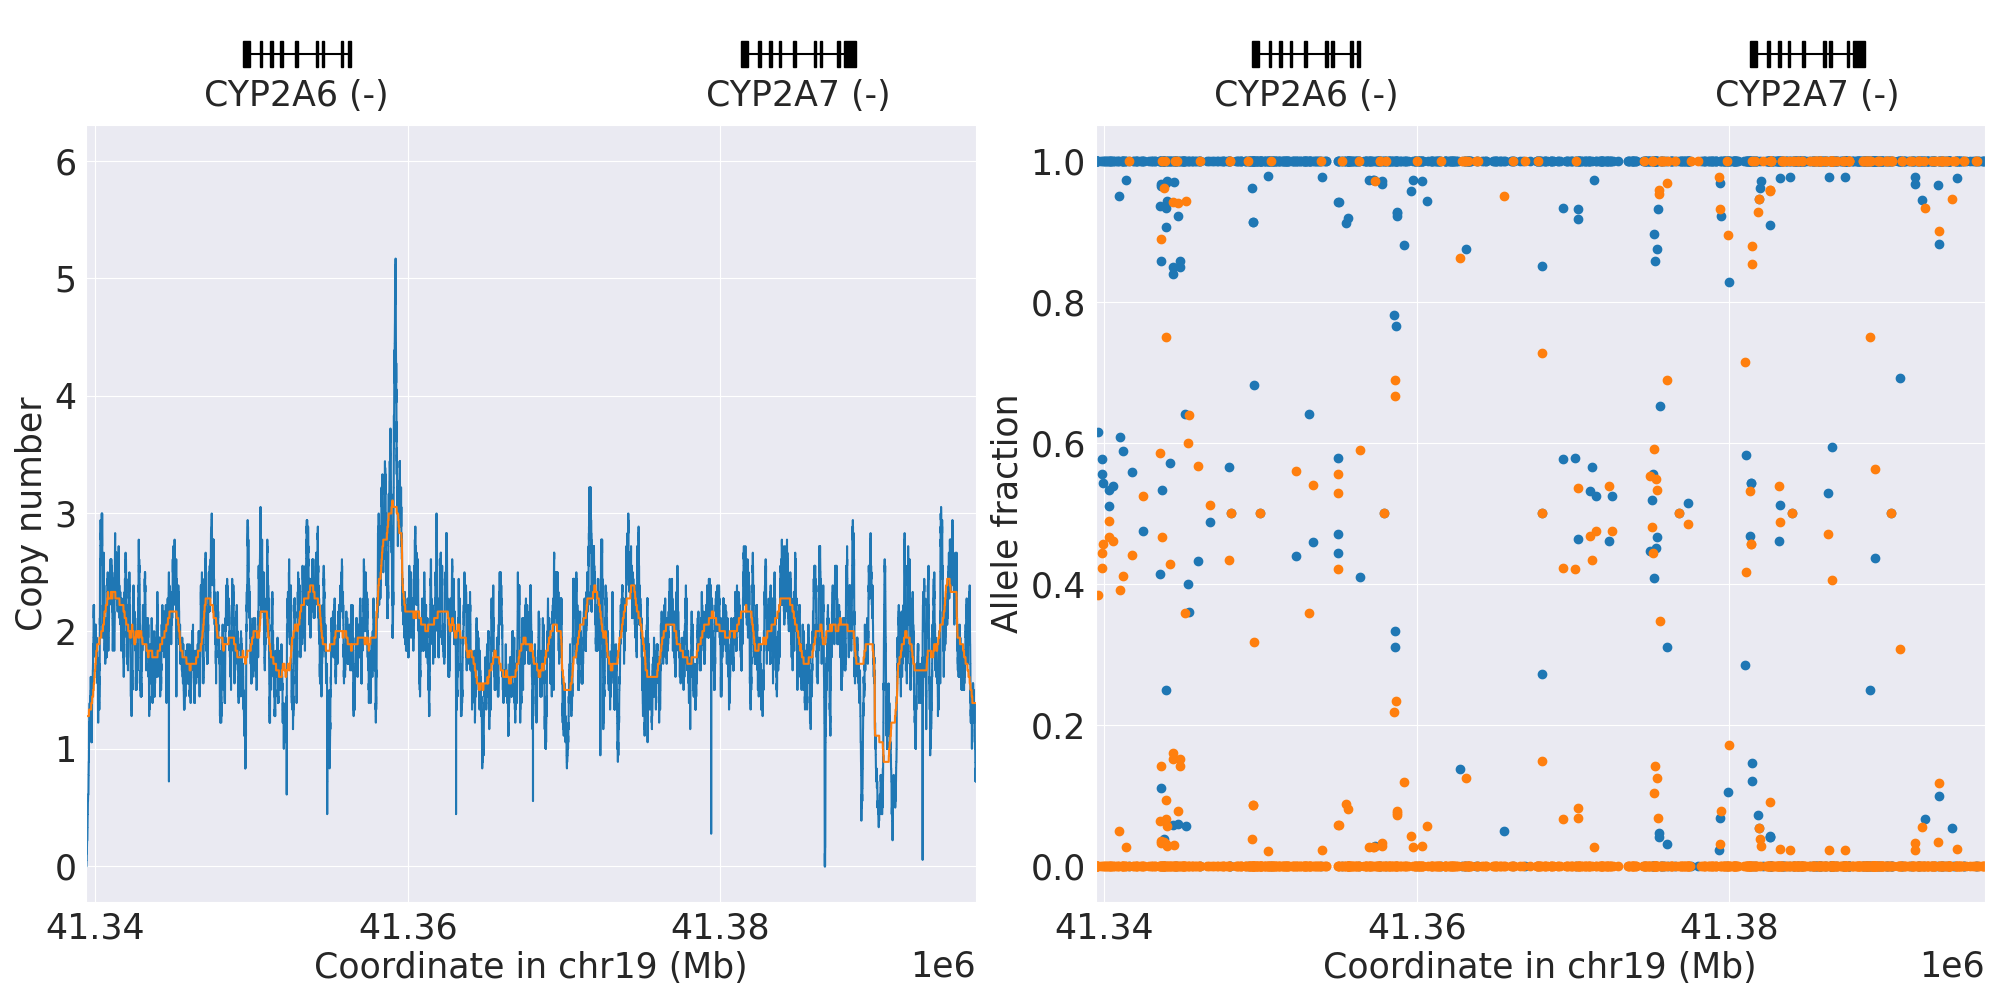 CYP2A6 (-)
CYP2A7 (-)
CYP2A6 (-)
CYP2A7 (-)
6
5
4
3
2
1
0
Copy number
41.34
41.36
41.38
Coordinate in chr19 (Mb)
1e6
1.0
0.8
0.6
0.4
0.2
0.0
Allele fraction
41.34
41.36
41.38
Coordinate in chr19 (Mb)
1e6